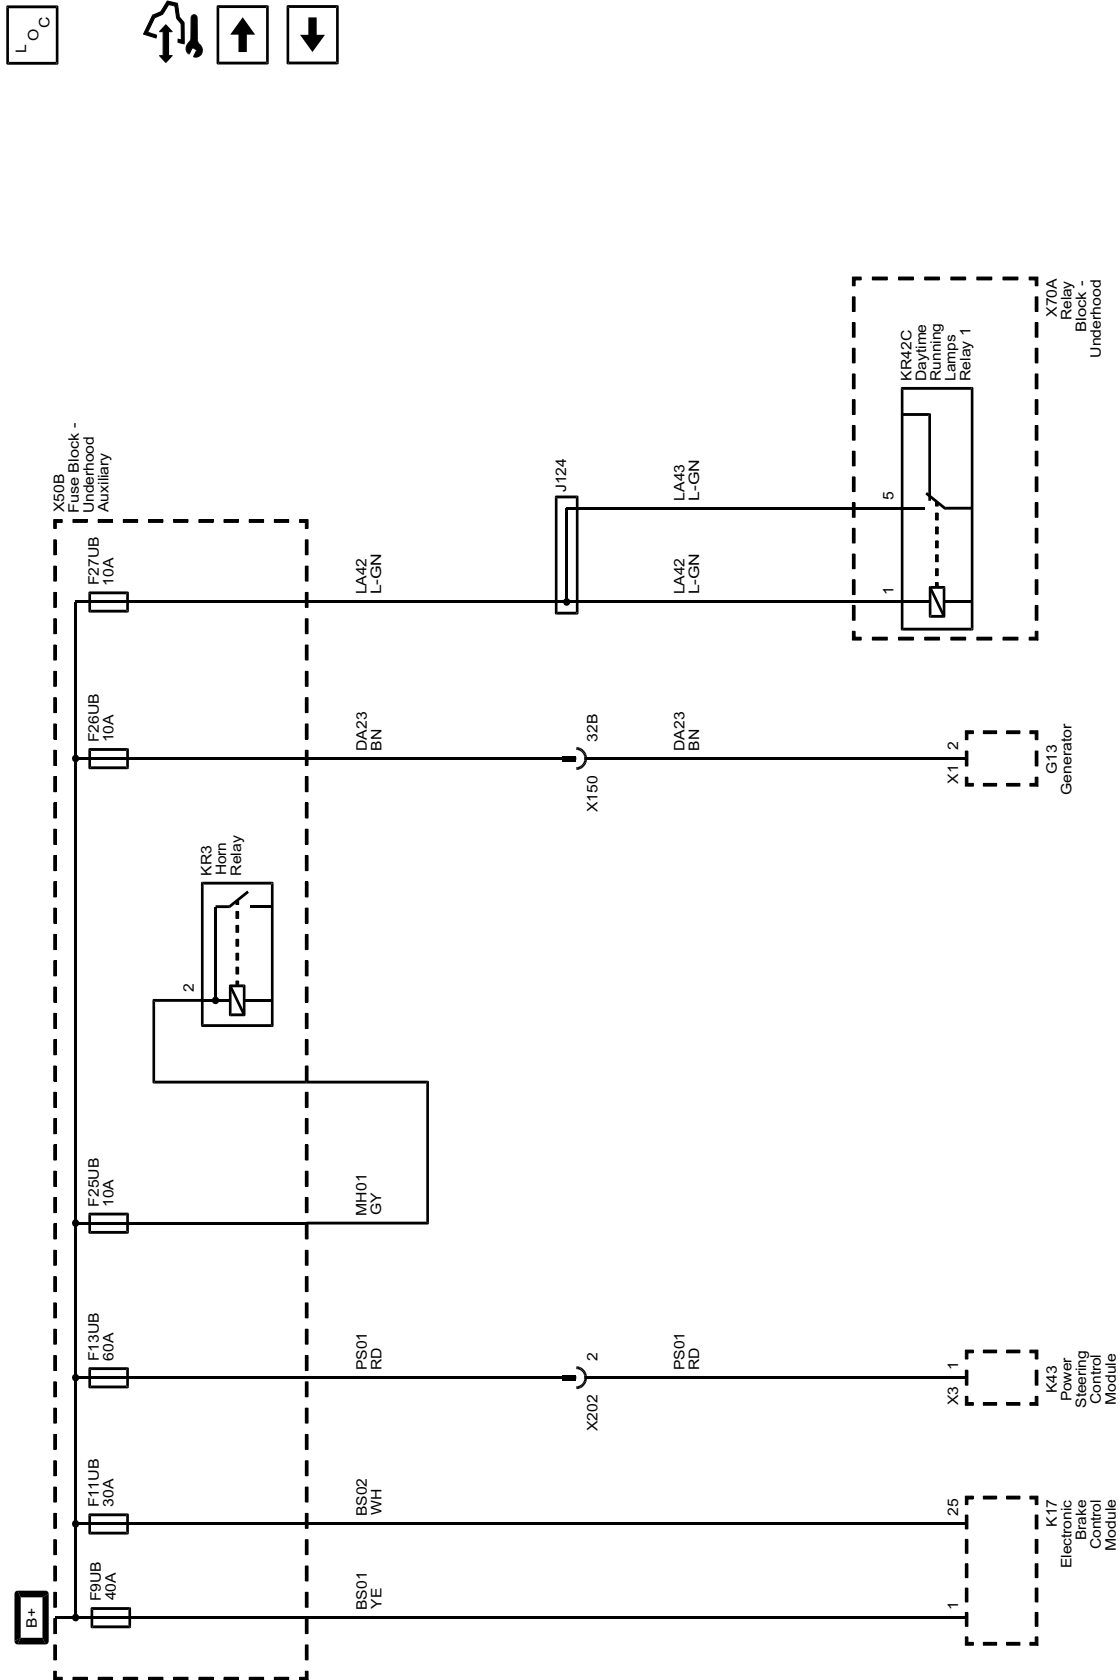 L O C
B+
F9UB
40A
F11UB
30A
F13UB
60A
F25UB
10A
KR3
Horn
Relay
2
F26UB
10A
F27UB
10A
X50B
Fuse Block -
Underhood
Auxiliary
BS01
YE
BS02
WH
PS01
RD
MH01
GY
DA23
BN
LA42
L-GN
X202
2
X150
32B
J124
PS01
RD
DA23
BN
LA42
L-GN
LA43
L-GN
1
25
K17
Electronic
Brake
Control
Module
X3
1
K43
Power
Steering
Control
Module
X1
2
G13
Generator
1
5
KR42C
Daytime
Running
Lamps
Relay 1
X70A
Relay
Block -
Underhood